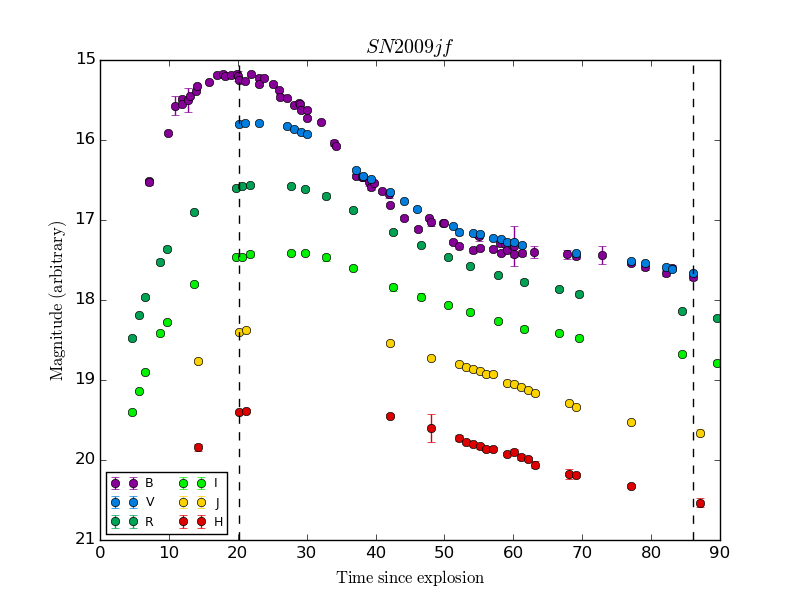 SN2009jf
15
16
17
18
19
20
21
Magnitude (arbitrary)
B I
V J
R H
0 10 20 30 40 50 60 70 80 90
Time since explosion